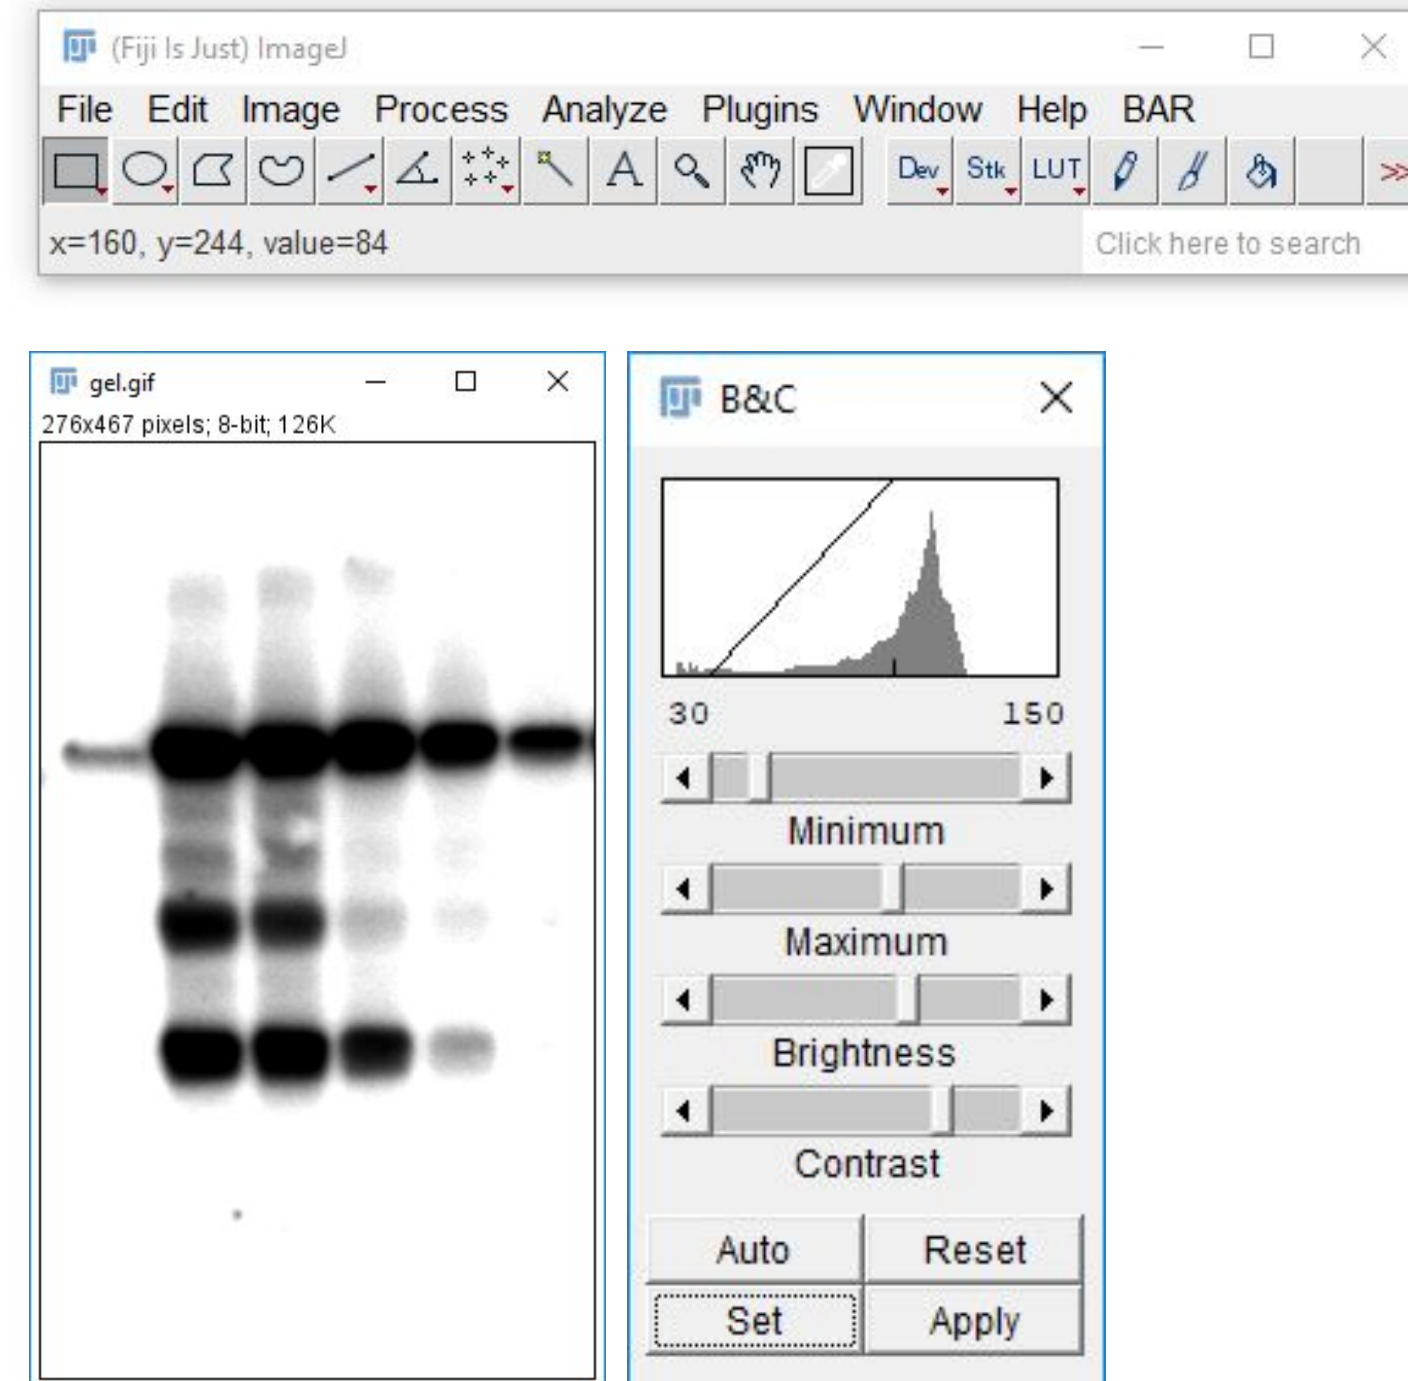 (Fiji Is Just) ImageJ
File Edit Image Process Analyze Plugins Window Help BAR
A Dev Stk LUT >>
x=160, y=244, value=84 Click here to search
gel.gif
276x467 pixels; 8-bit; 126K
B&C
30 150
Minimum
Maximum
Brightness
Contrast
Auto Reset
Set Apply